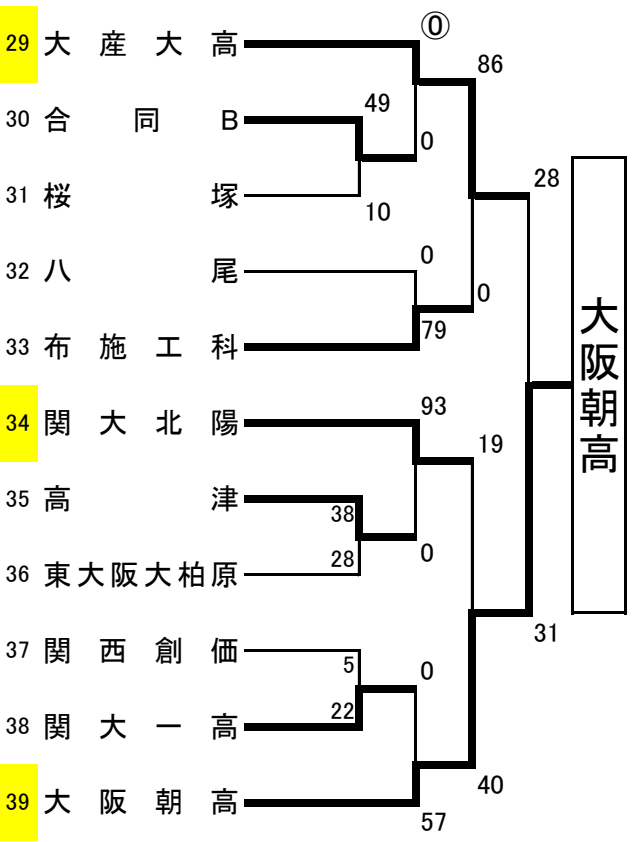 29 大産大高
30 合同B
31 桜塚
32 八尾
33 布施工科
34 関大北陽
35 高津
36 東大阪大柏原
37 関西創価
38 関大一高
39 大阪朝高
⓪
49
0
10
0
79
93
38
28
0
5
22
0
57
86
0
19
40
28
31
大阪朝高